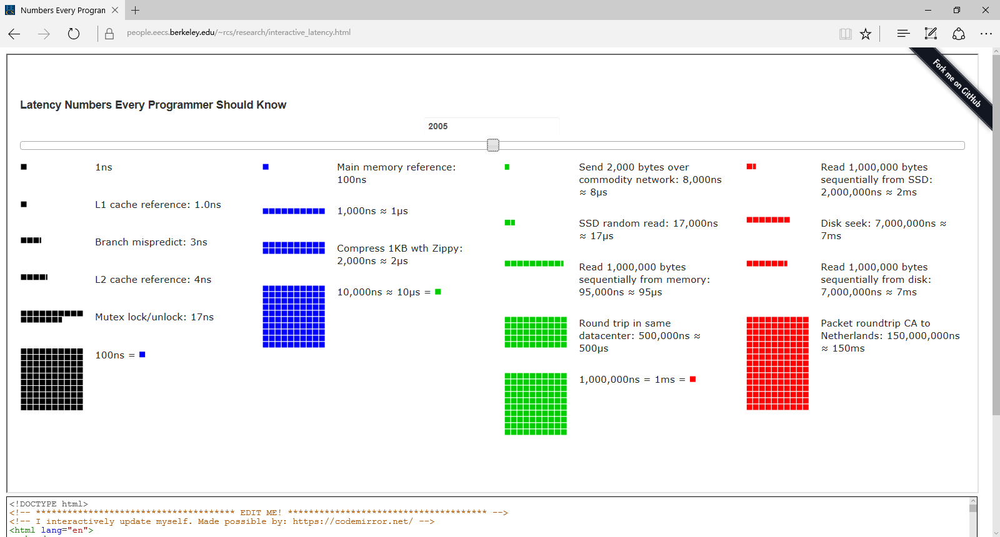 Numbers Every Progran
people.eecs.berkeley.edu/~rcs/research/interactive_latency.html
Fork me on GitHub
Latency Numbers Every Programmer Should Know
2005
1ns
L1 cache reference: 1.0ns
Branch mispredict: 3ns
L2 cache reference: 4ns
Mutex lock/unlock: 17ns
100ns =
Main memory reference:
100ns
1,000ns ≈ 1μs
Compress 1KB wth Zippy:
2,000ns ≈ 2μs
10,000ns ≈ 10μs =
Send 2,000 bytes over
commodity network: 8,000ns
≈ 8μs
SSD random read: 17,000ns
≈ 17μs
Read 1,000,000 bytes
sequentially from memory:
95,000ns ≈ 95μs
Round trip in same
datacenter: 500,000ns ≈
500μs
1,000,000ns = 1ms =
Read 1,000,000 bytes
sequentially from SSD:
2,000,000ns ≈ 2ms
Disk seek: 7,000,000ns ≈
7ms
Read 1,000,000 bytes
sequentially from disk:
7,000,000ns ≈ 7ms
Packet roundtrip CA to
Netherlands: 150,000,000ns
≈ 150ms
<!DOCTYPE html>
<!-- ************************************** EDIT ME! ************************************** -->
<!-- I interactively update myself. Made possible by: https://codemirror.net/ -->
<html lang="en">